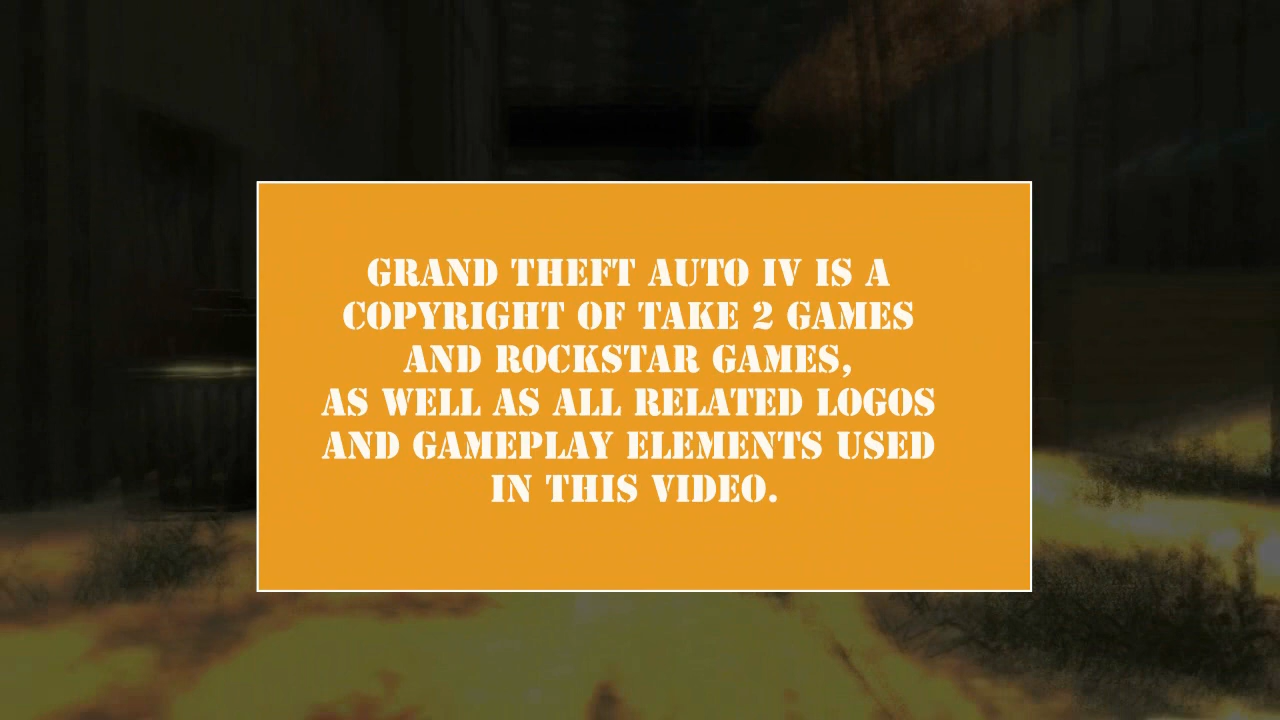 GRAND THEFT AUTO IV IS A
COPYRIGHT OF TAKE 2 GAMES
AND ROCKSTAR GAMES,
AS WELL AS ALL RELATED LOGOS
AND GAMEPLAY ELEMENTS USED
IN THIS VIDEO.